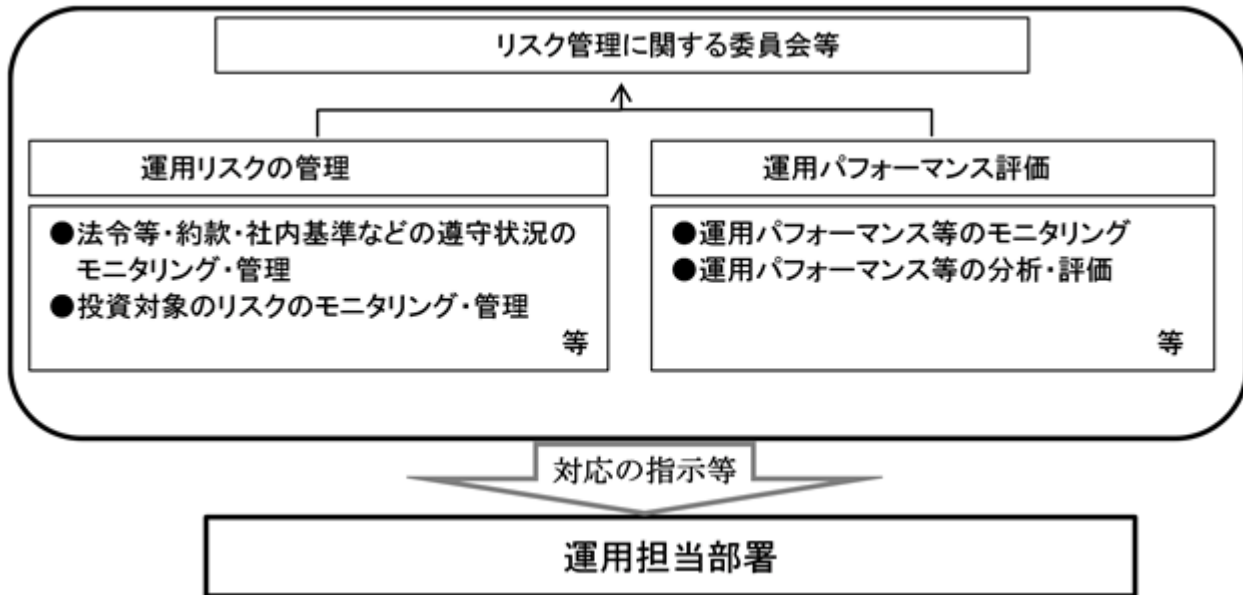 リスク管理に関する委員会等
運用リスクの管理
運用パフォーマンス評価
●法令等・約款・社内基準などの遵守状況の
モニタリング・管理
●投資対象のリスクのモニタリング・管理
等
●運用パフォーマンス等のモニタリング
●運用パフォーマンス等の分析・評価
等
対応の指示等
運用担当部署